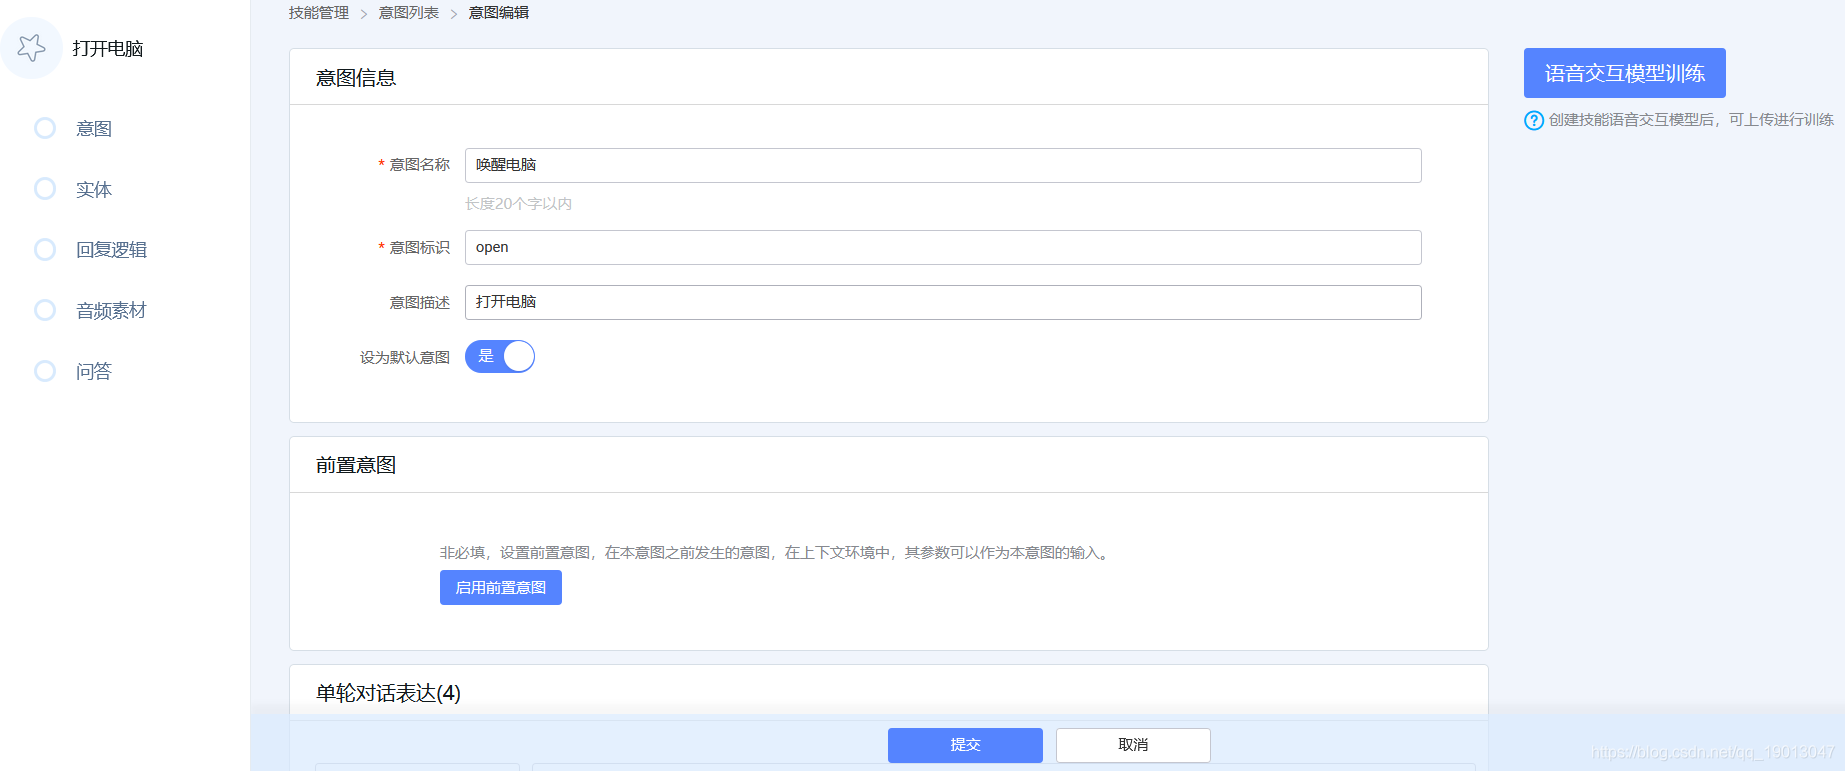 技能管理 > 意图列表 > 意图编辑
打开电脑
意图
实体
回复逻辑
音频素材
问答
意图信息
* 意图名称 唤醒电脑
长度20个字以内
* 意图标识 open
意图描述 打开电脑
设为默认意图 是
前置意图
非必填，设置前置意图，在本意图之前发生的意图，在上下文环境中，其参数可以作为本意图的输入。
启用前置意图
单轮对话表达(4)
提交 取消
语音交互模型训练
? 创建技能语音交互模型后，可上传进行训练
https://blog.csdn.net/qq_19013047